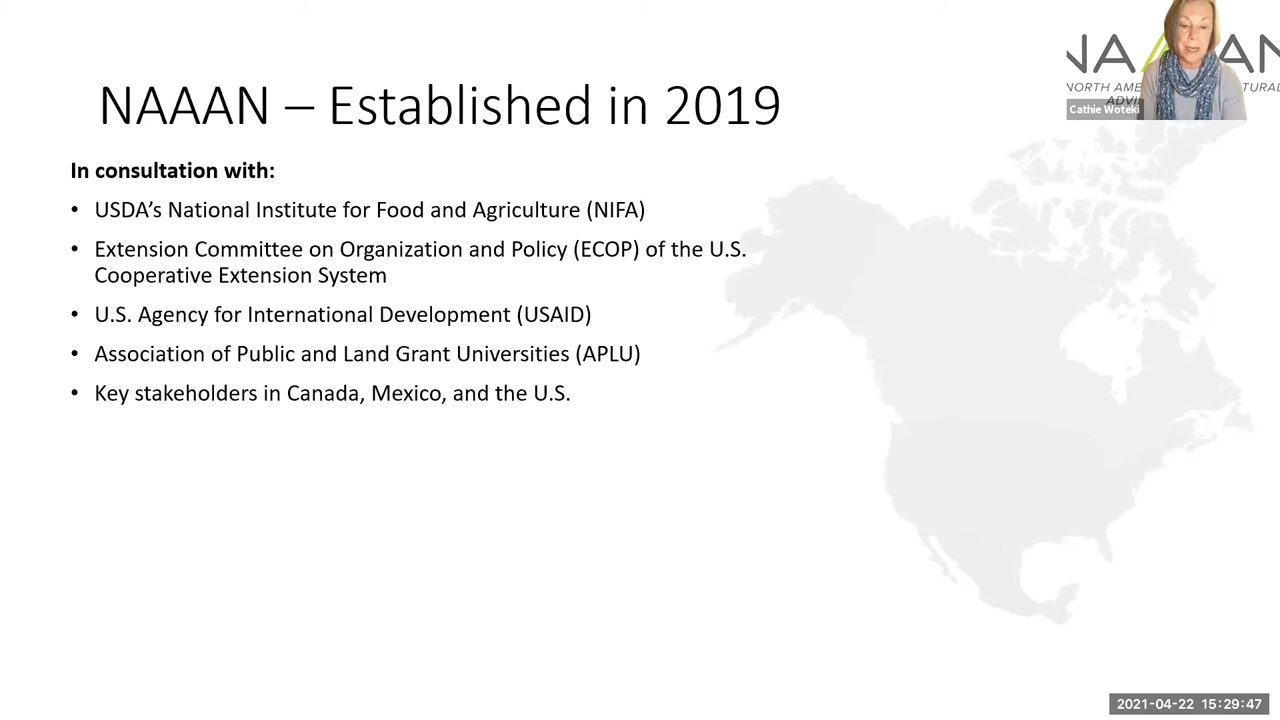 NAAAN – Established in 2019
In consultation with:
• USDA’s National Institute for Food and Agriculture (NIFA)
• Extension Committee on Organization and Policy (ECOP) of the U.S.
Cooperative Extension System
• U.S. Agency for International Development (USAID)
• Association of Public and Land Grant Universities (APLU)
• Key stakeholders in Canada, Mexico, and the U.S.
Cathie Woteki
2021-04-22 15:29:47